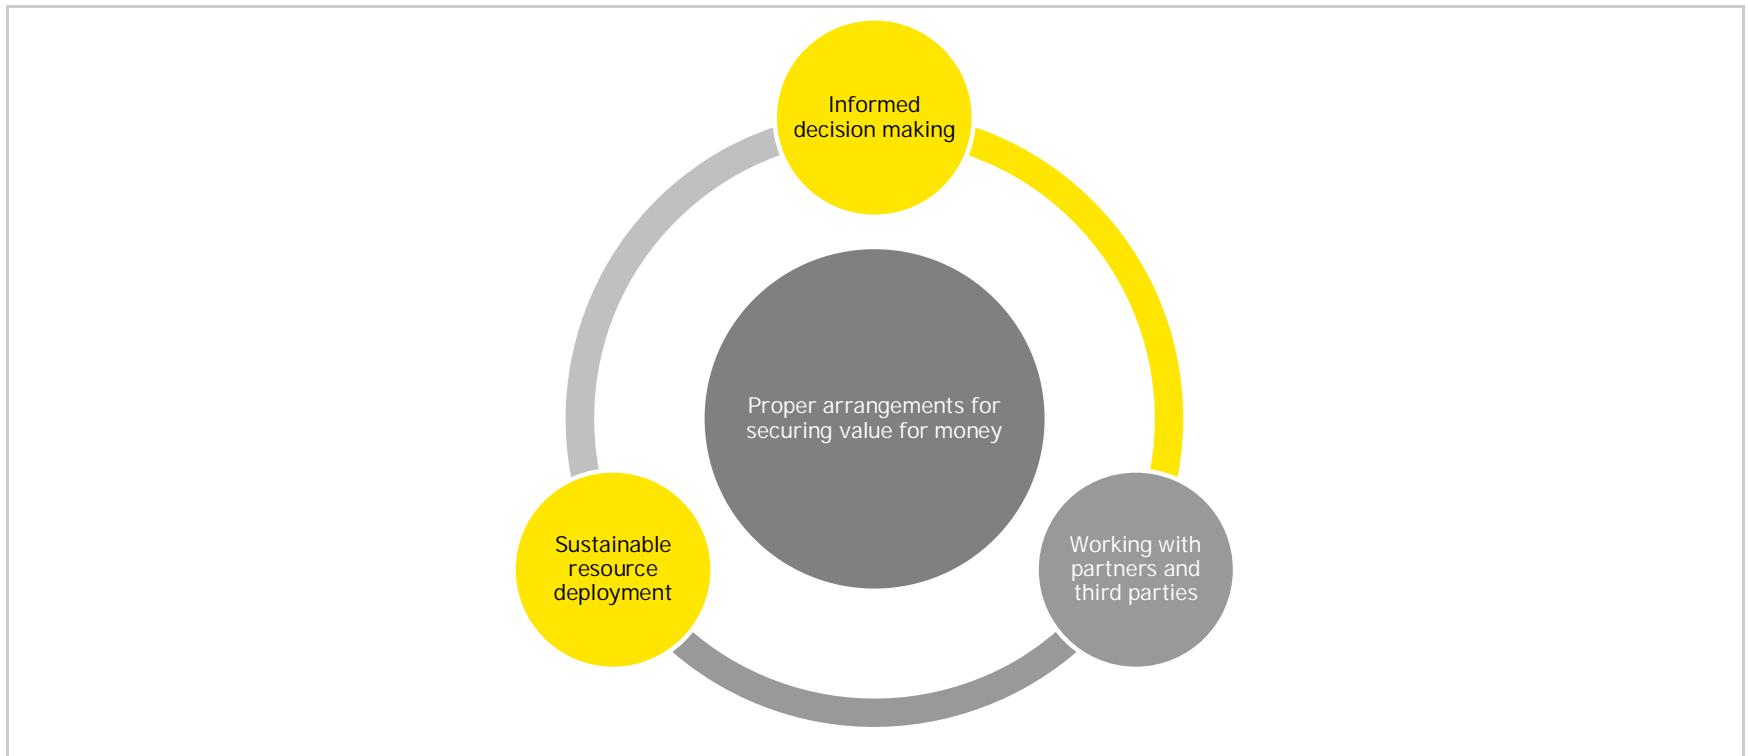 Informed
decision making
Proper arrangements for
securing value for money
Sustainable
resource
deployment
Working with
partners and
third parties